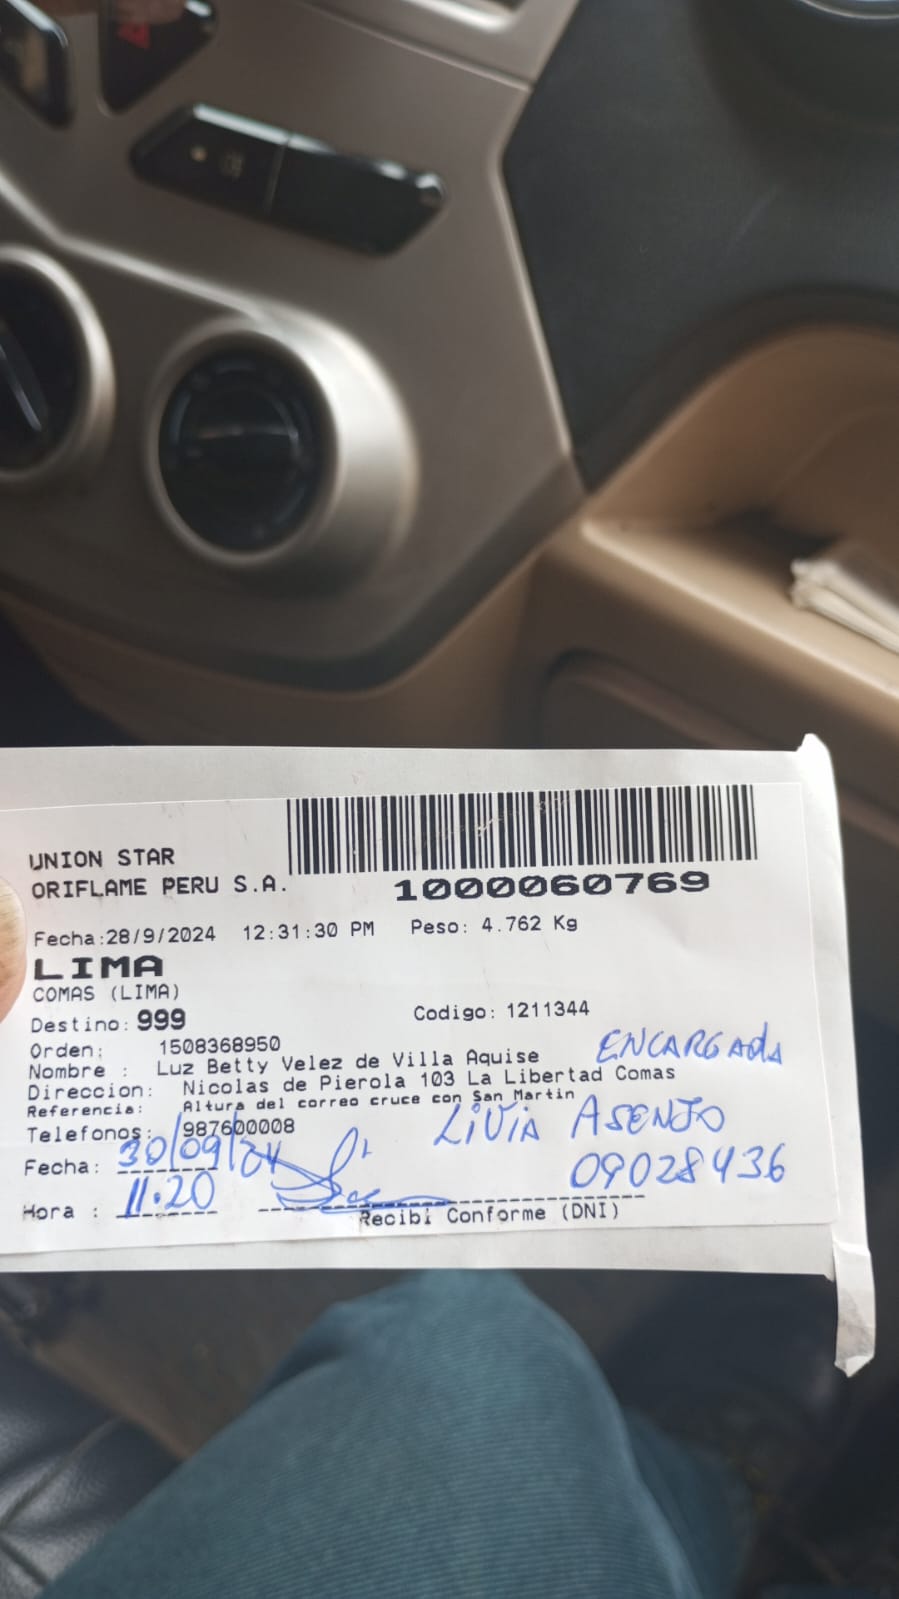 UNION STAR
ORIFLAME PERU S.A.
1000060769
Fecha:28/9/2024 12:31:30 PM Peso: 4.762 Kg
LIMA
COMAS (LIMA)
Destino: 999 Codigo: 1211344
Orden: 1508368950
Nombre : Luz Betty Velez de Villa Aquise
ENCARGADA
Direccion: Nicolas de Pierola 103 La Libertad Comas
Referencia: Altura del correo cruce con San Martin
Telefonos: 987600008
LiViA ASENJO
Fecha: 30/09/24
09028436
Hora : 11.20
Recibi Conforme (DNI)